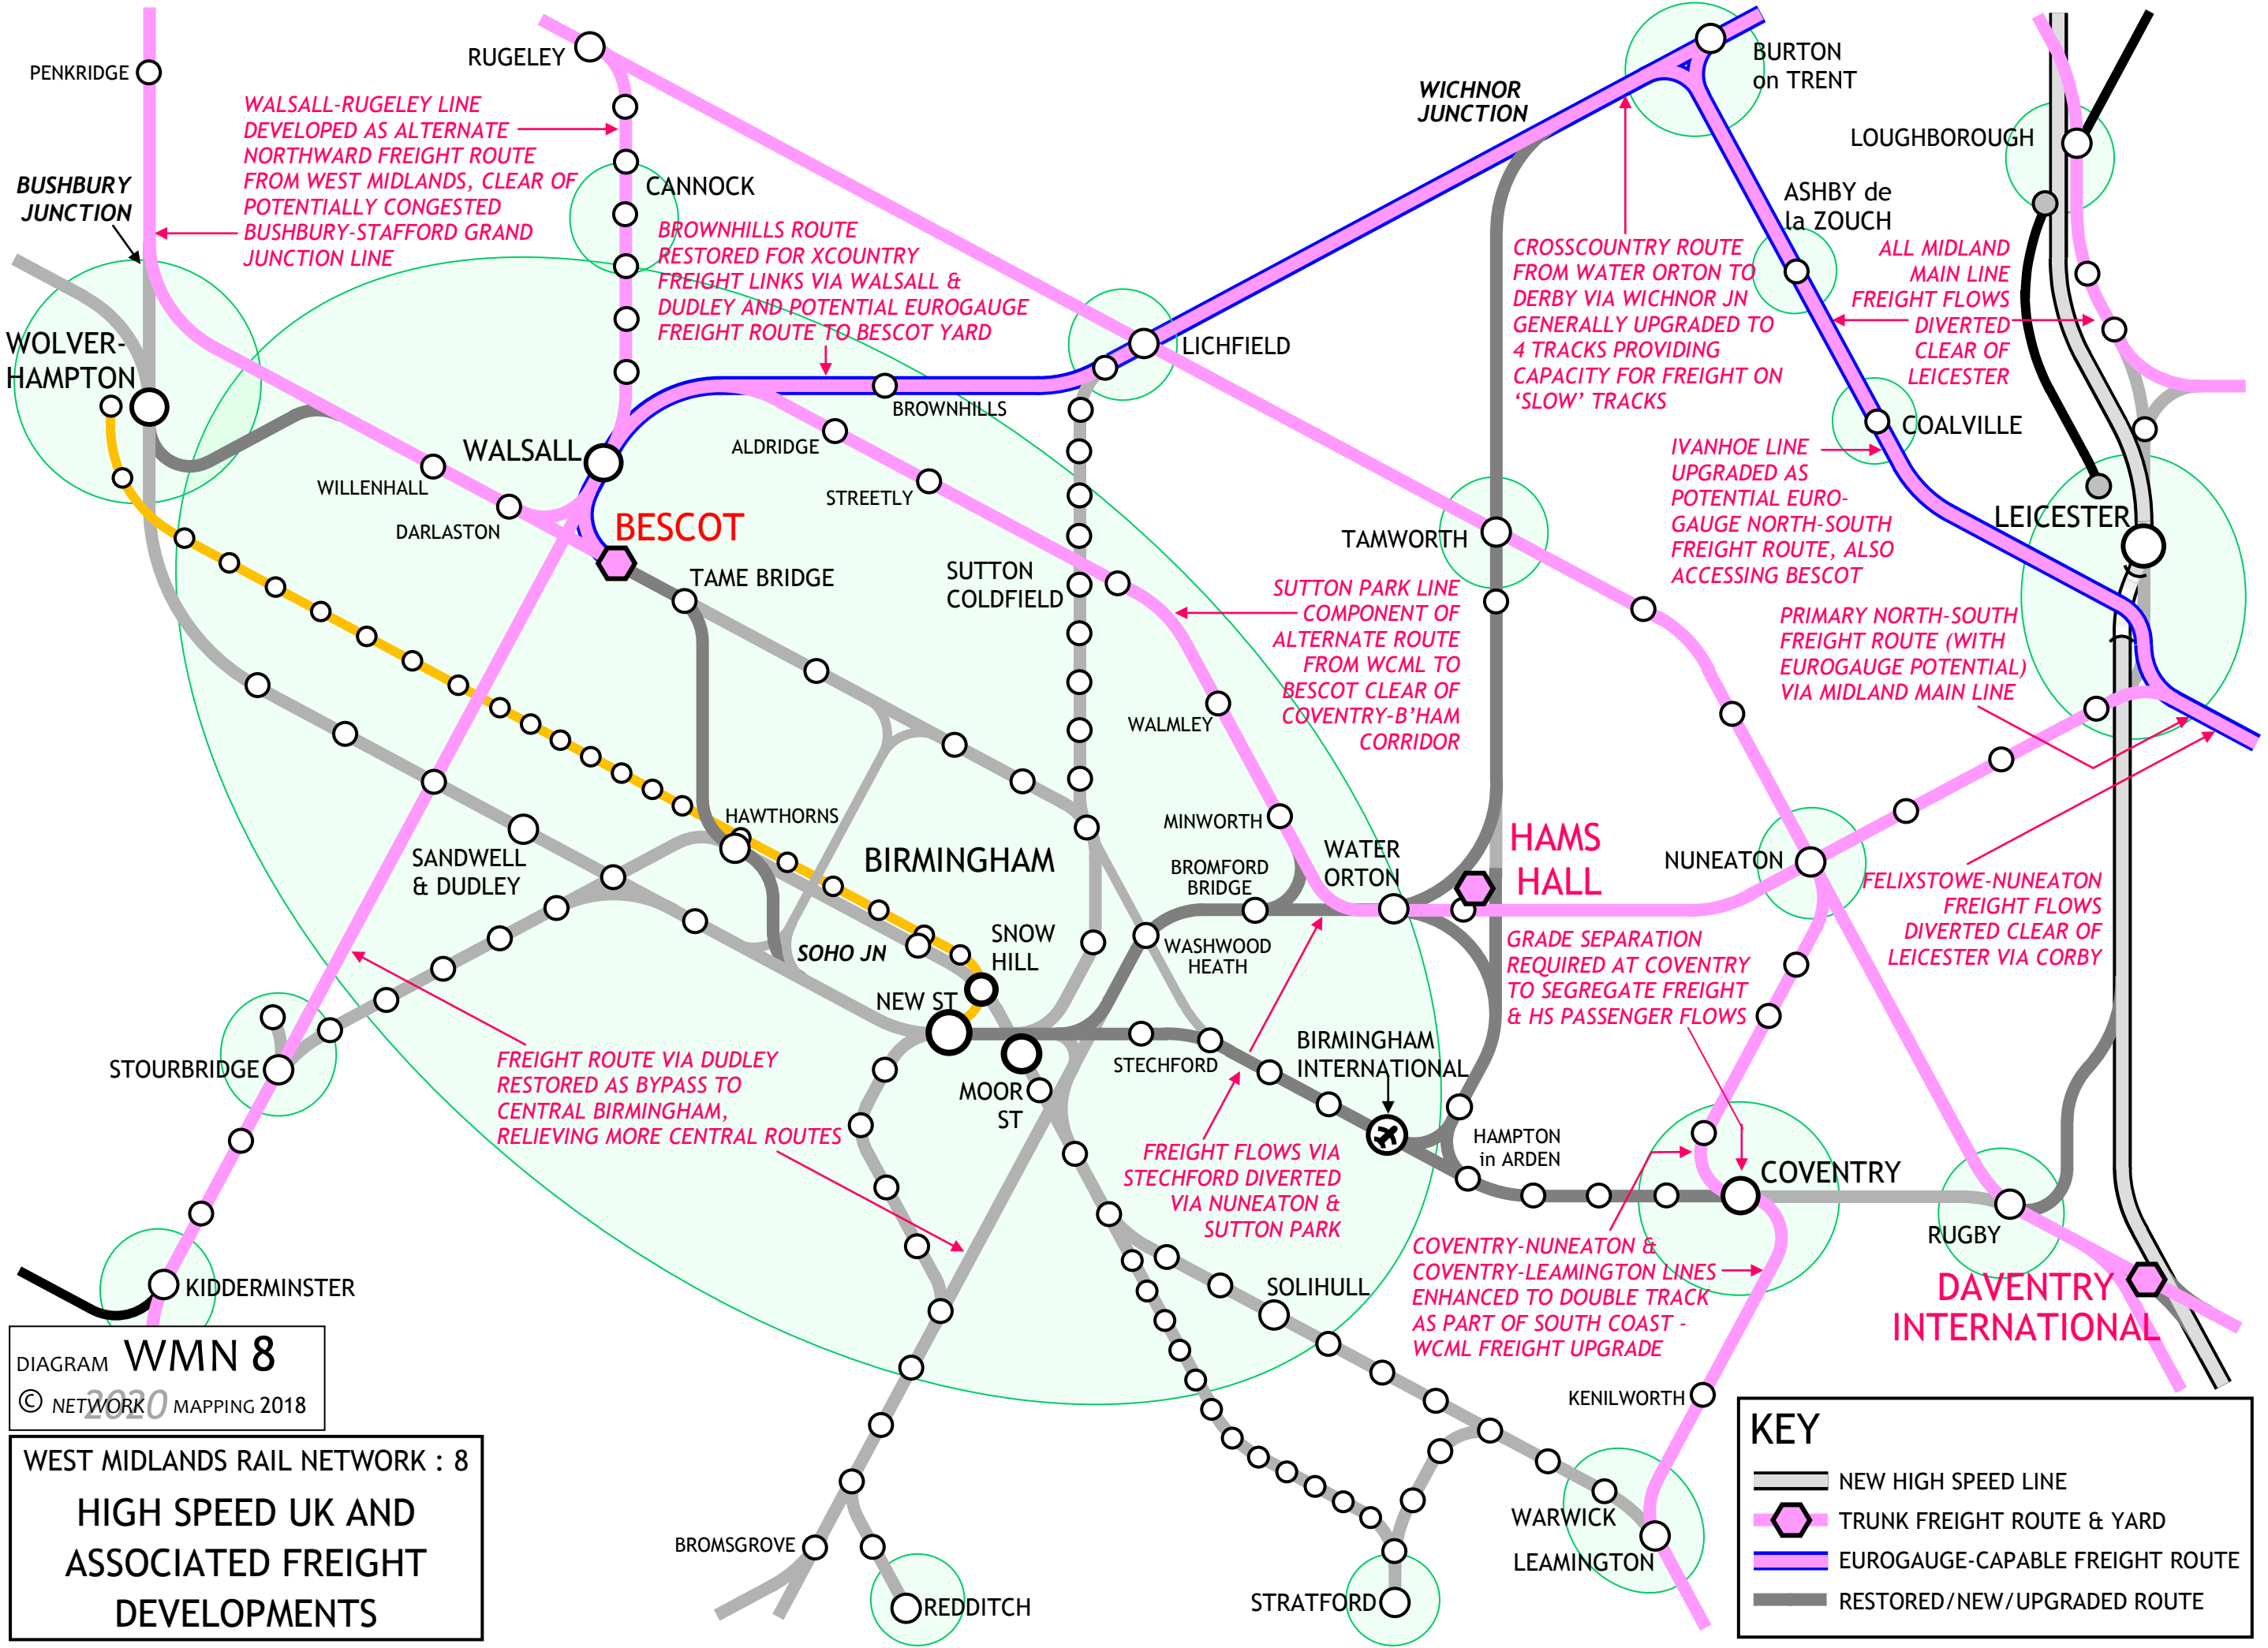 PENKRIDGE
RUGELEY
WALSALL-RUGELEY LINE
DEVELOPED AS ALTERNATE
NORTHWARD FREIGHT ROUTE
FROM WEST MIDLANDS, CLEAR OF
POTENTIALLY CONGESTED
BUSHBURY-STAFFORD GRAND
JUNCTION LINE
BUSHBURY
JUNCTION
CANNOCK
BROWNHILLS ROUTE
RESTORED FOR XCOUNTRY
FREIGHT LINKS VIA WALSALL &
DUDLEY AND POTENTIAL EUROGAUGE
FREIGHT ROUTE TO BESCOT YARD
WICHNOR
JUNCTION
BURTON
on TRENT
LOUGHBOROUGH
ASHBY de
la ZOUCH
CROSSCOUNTRY ROUTE
FROM WATER ORTON TO
DERBY VIA WICHNOR JN
GENERALLY UPGRADED TO
4 TRACKS PROVIDING
CAPACITY FOR FREIGHT ON
‘SLOW’ TRACKS
ALL MIDLAND
MAIN LINE
FREIGHT FLOWS
DIVERTED
CLEAR OF
LEICESTER
WOLVER-
HAMPTON
LICHFIELD
BROWNHILLS
COALVILLE
WALSALL
ALDRIDGE
WILLENHALL
STREETLY
DARLASTON
BESCOT
IVANHOE LINE
UPGRADED AS
POTENTIAL EURO-
GAUGE NORTH-SOUTH
FREIGHT ROUTE, ALSO
ACCESSING BESCOT
LEICESTER
TAMWORTH
TAME BRIDGE
SUTTON
COLDFIELD
SUTTON PARK LINE
COMPONENT OF
ALTERNATE ROUTE
FROM WCML TO
BESCOT CLEAR OF
COVENTRY-B’HAM
CORRIDOR
PRIMARY NORTH-SOUTH
FREIGHT ROUTE (WITH
EUROGAUGE POTENTIAL)
VIA MIDLAND MAIN LINE
WALMLEY
HAWTHORNS
MINWORTH
SANDWELL
& DUDLEY
BIRMINGHAM
BROMFORD
BRIDGE
WATER
ORTON
HAMS
HALL
NUNEATON
FELIXSTOWE-NUNEATON
FREIGHT FLOWS
DIVERTED CLEAR OF
LEICESTER VIA CORBY
SOHO JN
SNOW
HILL
WASHWOOD
HEATH
GRADE SEPARATION
REQUIRED AT COVENTRY
TO SEGREGATE FREIGHT
& HS PASSENGER FLOWS
NEW ST
STOURBRIDGE
FREIGHT ROUTE VIA DUDLEY
RESTORED AS BYPASS TO
CENTRAL BIRMINGHAM,
RELIEVING MORE CENTRAL ROUTES
MOOR
ST
STECHFORD
BIRMINGHAM
INTERNATIONAL
HAMPTON
in ARDEN
FREIGHT FLOWS VIA
STECHFORD DIVERTED
VIA NUNEATON &
SUTTON PARK
COVENTRY
RUGBY
KIDDERMINSTER
SOLIHULL
COVENTRY-NUNEATON &
COVENTRY-LEAMINGTON LINES
ENHANCED TO DOUBLE TRACK
AS PART OF SOUTH COAST -
WCML FREIGHT UPGRADE
DAVENTRY
INTERNATIONAL
DIAGRAM WMN 8
© NETWORK 2020 MAPPING 2018
KENILWORTH
WEST MIDLANDS RAIL NETWORK : 8
HIGH SPEED UK AND
ASSOCIATED FREIGHT
DEVELOPMENTS
BROMSGROVE
REDDITCH
STRATFORD
WARWICK
LEAMINGTON
KEY
NEW HIGH SPEED LINE
TRUNK FREIGHT ROUTE & YARD
EUROGAUGE-CAPABLE FREIGHT ROUTE
RESTORED/NEW/UPGRADED ROUTE